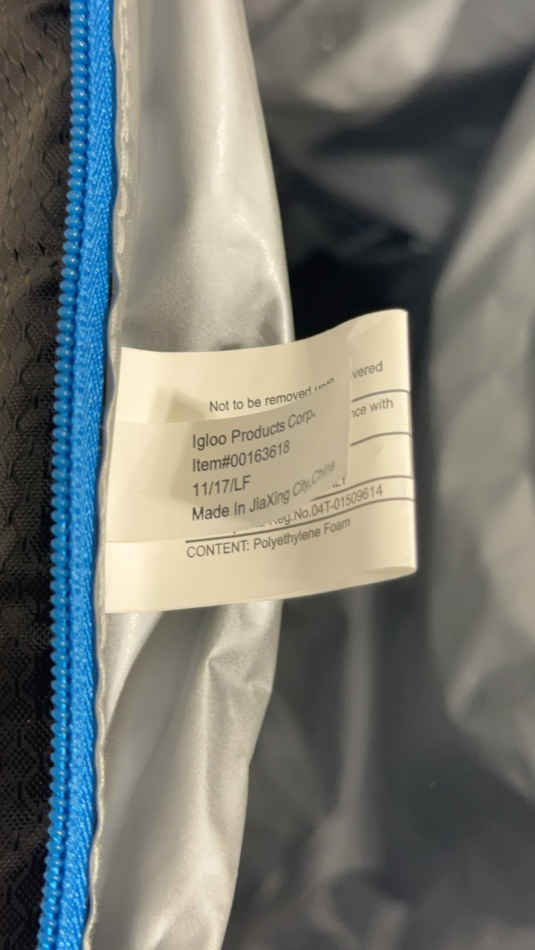 Not to be removed
vered
nce with
Igloo Products Corp.
Item#00163618
11/17/LF
Made In JiaXing City,China
Reg.No.04T-01509614
CONTENT: Polyethylene Foam